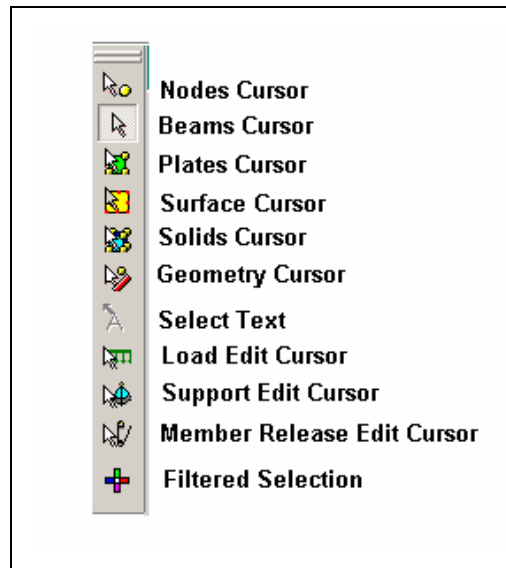 Nodes Cursor
Beams Cursor
Plates Cursor
Surface Cursor
Solids Cursor
Geometry Cursor
Select Text
Load Edit Cursor
Support Edit Cursor
Member Release Edit Cursor
Filtered Selection